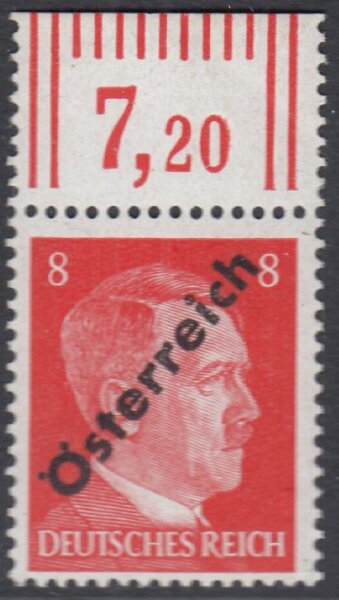 7,20
8 8
Österreich
DEUTSCHES REICH